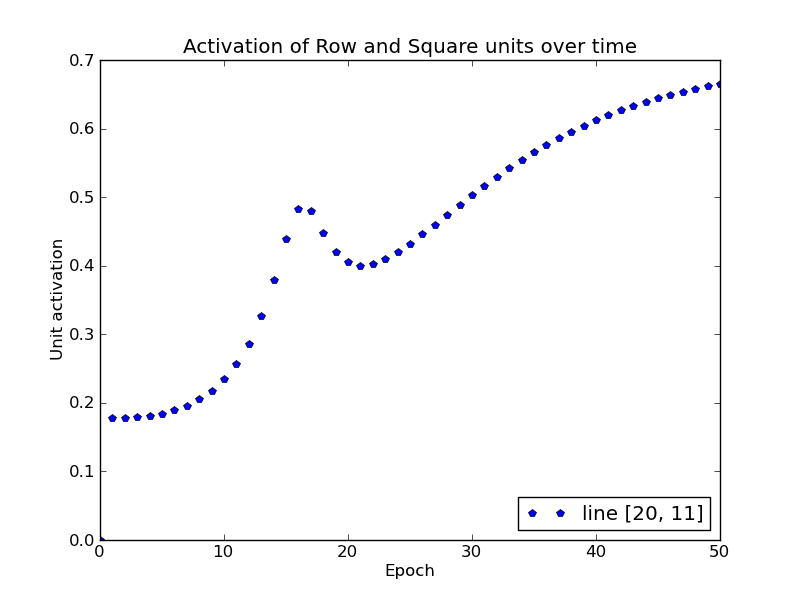 Activation of Row and Square units over time
0.7
0.6
0.5
0.4
0.3
0.2
0.1
0.0
Unit activation
line [20, 11]
0 10 20 30 40 50
Epoch